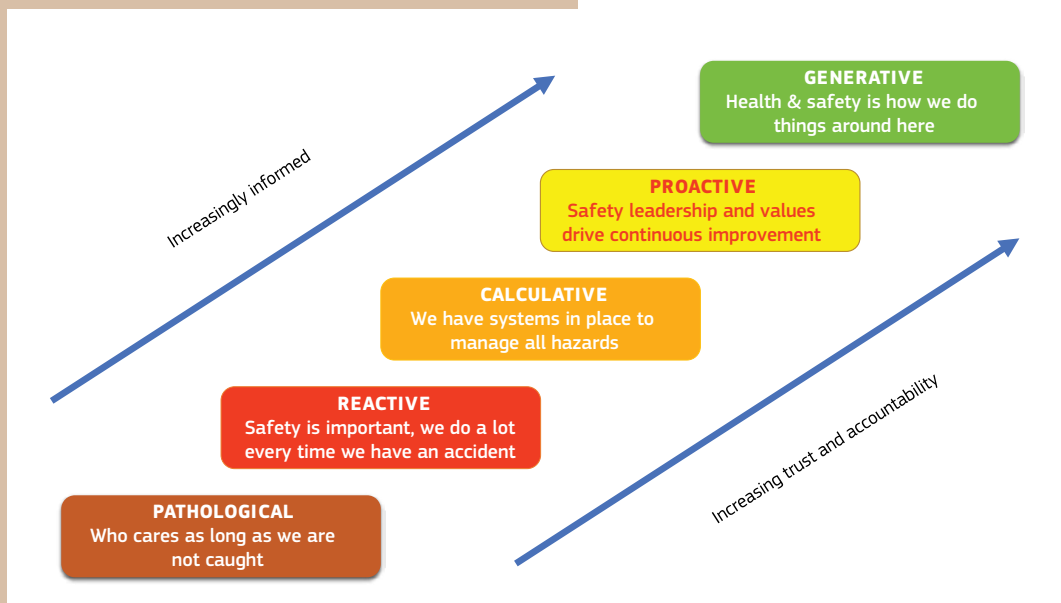 GENERATIVE
Health & safety is how we do
things around here
Increasingly informed
PROACTIVE
Safety leadership and values
drive continuous improvement
CALCULATIVE
We have systems in place to
manage all hazards
REACTIVE
Safety is important, we do a lot
every time we have an accident
Increasing trust and accountability
PATHOLOGICAL
Who cares as long as we are
not caught